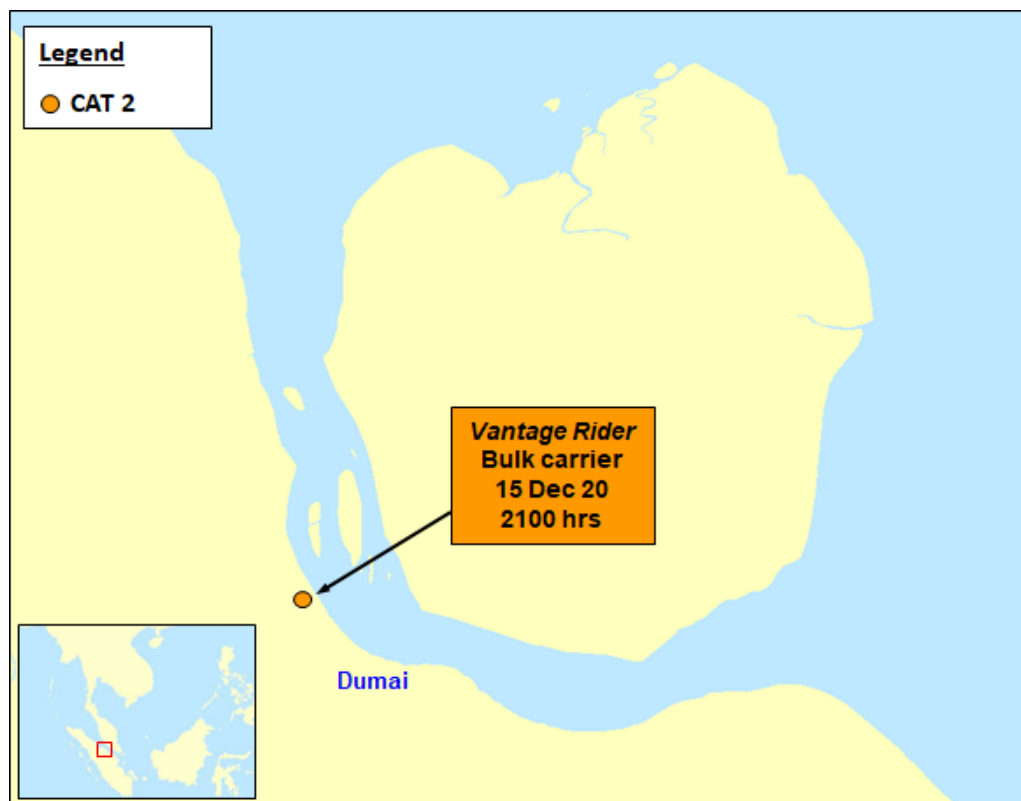 Legend
CAT 2
Vantage Rider
Bulk carrier
15 Dec 20
2100 hrs
Dumai